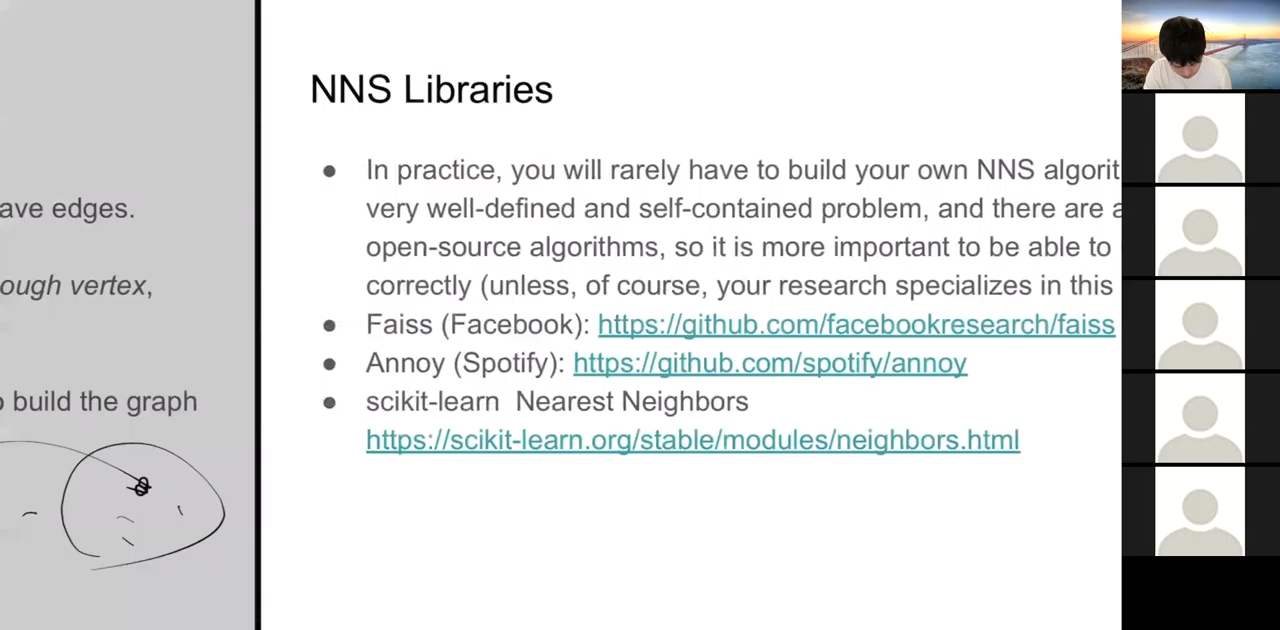 ave edges.
ough vertex,
build the graph
NNS Libraries
In practice, you will rarely have to build your own NNS algorit
very well-defined and self-contained problem, and there are
open-source algorithms, so it is more important to be able to
correctly (unless, of course, your research specializes in this
Faiss (Facebook): https://github.com/facebookresearch/faiss
Annoy (Spotify): https://github.com/spotify/annoy
scikit-learn Nearest Neighbors
https://scikit-learn.org/stable/modules/neighbors.html